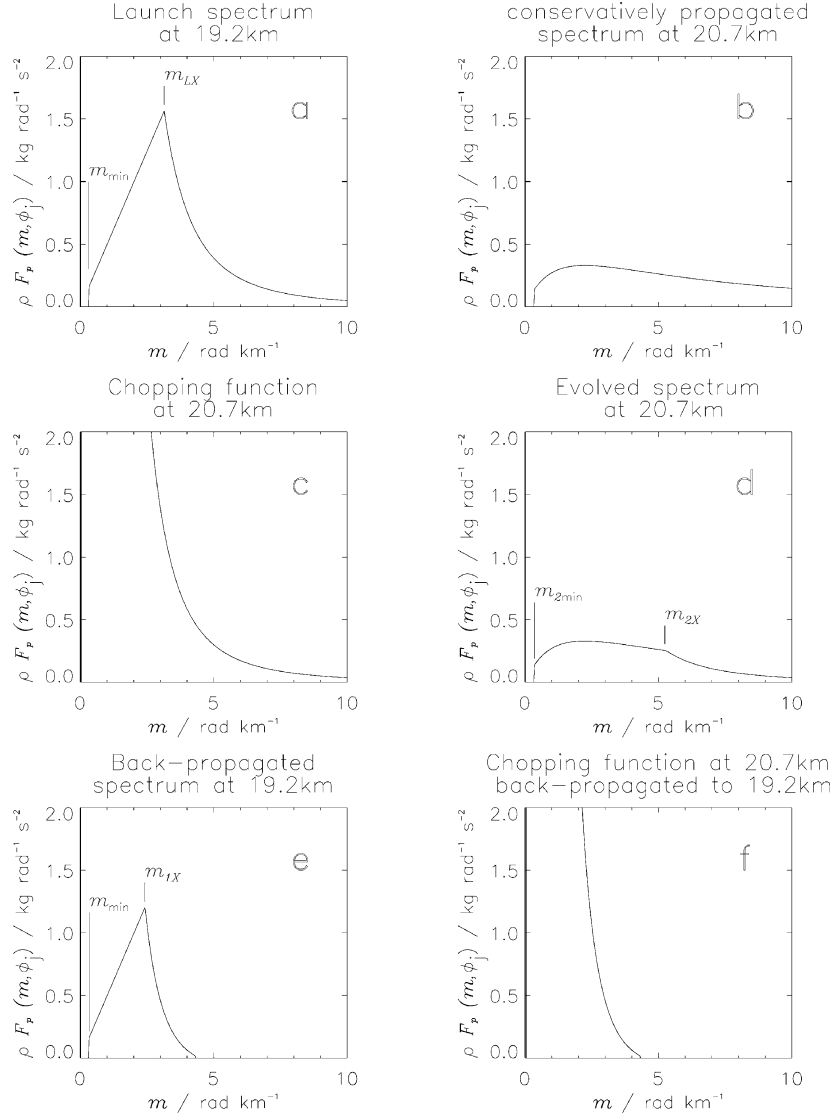 Launch spectrum
at 19.2km
ρ F_p (m,ϕ_j) / kg rad⁻¹ s⁻²
2.0
1.5
1.0
0.5
0.0
m_min
m_LX
a
0 5 10
m / rad km⁻¹
conservatively propagated
spectrum at 20.7km
ρ F_p (m,ϕ_j) / kg rad⁻¹ s⁻²
2.0
1.5
1.0
0.5
0.0
b
0 5 10
m / rad km⁻¹
Chopping function
at 20.7km
ρ F_p (m,ϕ_j) / kg rad⁻¹ s⁻²
2.0
1.5
1.0
0.5
0.0
c
0 5 10
m / rad km⁻¹
Evolved spectrum
at 20.7km
ρ F_p (m,ϕ_j) / kg rad⁻¹ s⁻²
2.0
1.5
1.0
0.5
0.0
m_2min
m_2X
d
0 5 10
m / rad km⁻¹
Back-propagated
spectrum at 19.2km
ρ F_p (m,ϕ_j) / kg rad⁻¹ s⁻²
2.0
1.5
1.0
0.5
0.0
m_min
m_1X
e
0 5 10
m / rad km⁻¹
Chopping function at 20.7km
back-propagated to 19.2km
ρ F_p (m,ϕ_j) / kg rad⁻¹ s⁻²
2.0
1.5
1.0
0.5
0.0
f
0 5 10
m / rad km⁻¹